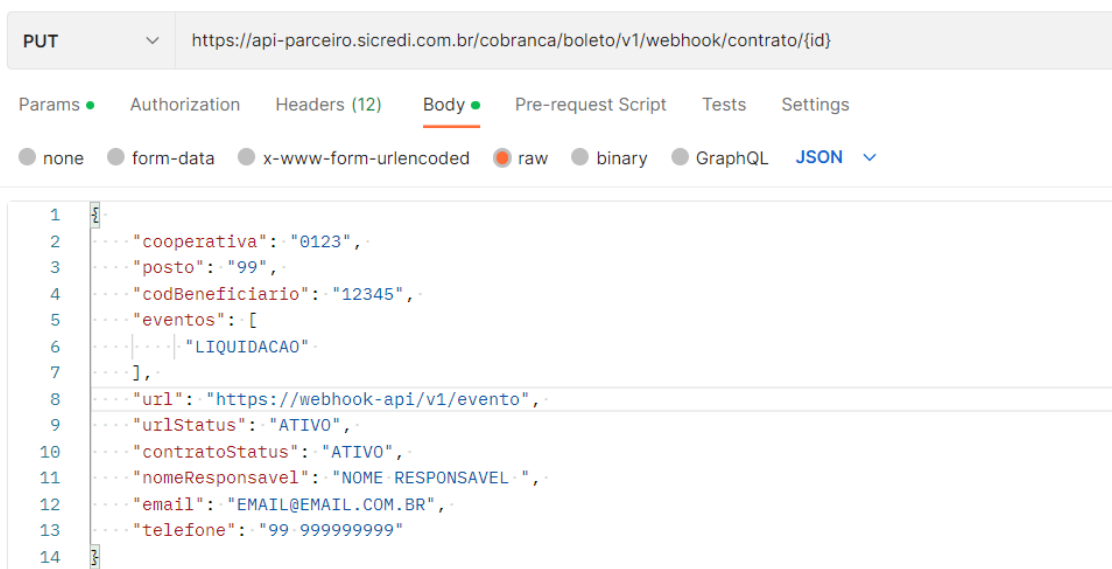 PUT https://api-parceiro.sicredi.com.br/cobranca/boleto/v1/webhook/contrato/{id}
Params Authorization Headers (12) Body Pre-request Script Tests Settings
none form-data x-www-form-urlencoded raw binary GraphQL JSON
1 {
2 "cooperativa": "0123",
3 "posto": "99",
4 "codBeneficiario": "12345",
5 "eventos": [
6 "LIQUIDACAO"
7 ],
8 "url": "https://webhook-api/v1/evento",
9 "urlStatus": "ATIVO",
10 "contratoStatus": "ATIVO",
11 "nomeResponsavel": "NOME RESPONSAVEL ",
12 "email": "EMAIL@EMAIL.COM.BR",
13 "telefone": "99 999999999"
14 }